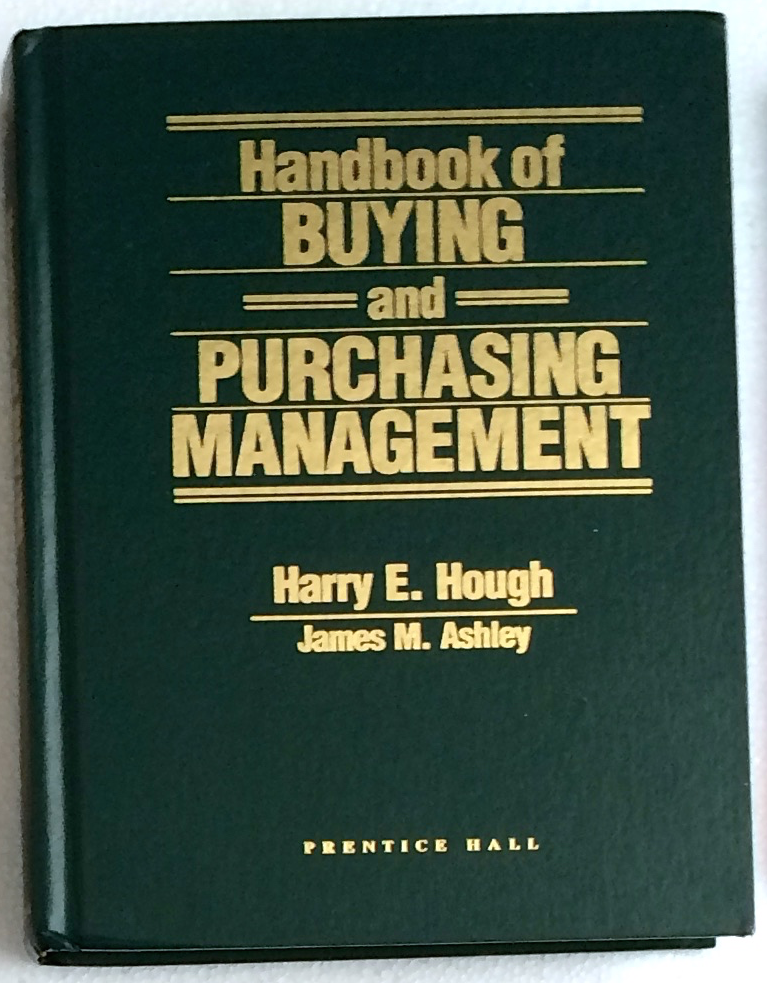 Handbook of
BUYING
and
PURCHASING
MANAGEMENT
Harry E. Hough
James M. Ashley
PRENTICE HALL